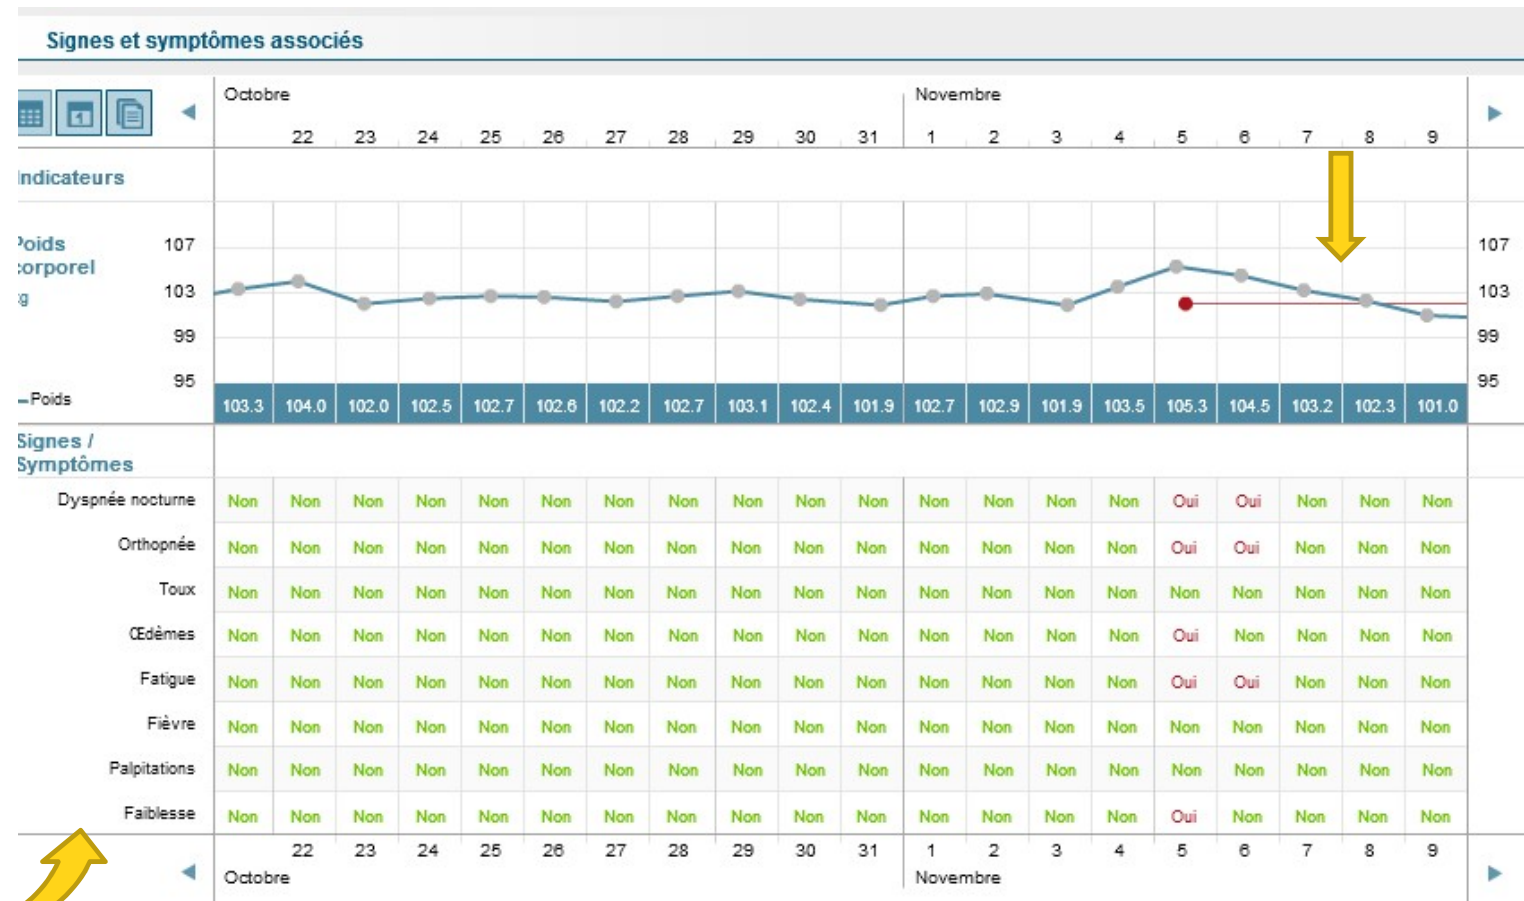 Signes et symptômes associés
Octobre Novembre
22 23 24 25 26 27 28 29 30 31 1 2 3 4 5 6 7 8 9
1
Indicateurs
Poids 107 107
corporel
kg 103 103
99 99
95 95
Poids 103.3 104.0 102.0 102.5 102.7 102.6 102.2 102.7 103.1 102.4 101.9 102.7 102.9 101.9 103.5 105.3 104.5 103.2 102.3 101.0
Signes /
Symptômes
Dyspnée nocturne Non Non Non Non Non Non Non Non Non Non Non Non Non Non Non Oui Oui Non Non Non
Orthopnée Non Non Non Non Non Non Non Non Non Non Non Non Non Non Non Oui Oui Non Non Non
Toux Non Non Non Non Non Non Non Non Non Non Non Non Non Non Non Non Non Non Non Non
Œdèmes Non Non Non Non Non Non Non Non Non Non Non Non Non Non Non Oui Non Non Non Non
Fatigue Non Non Non Non Non Non Non Non Non Non Non Non Non Non Non Oui Oui Non Non Non
Fièvre Non Non Non Non Non Non Non Non Non Non Non Non Non Non Non Non Non Non Non Non
Palpitations Non Non Non Non Non Non Non Non Non Non Non Non Non Non Non Non Non Non Non Non
Faiblesse Non Non Non Non Non Non Non Non Non Non Non Non Non Non Non Oui Non Non Non Non
22 23 24 25 26 27 28 29 30 31 1 2 3 4 5 6 7 8 9
Octobre Novembre